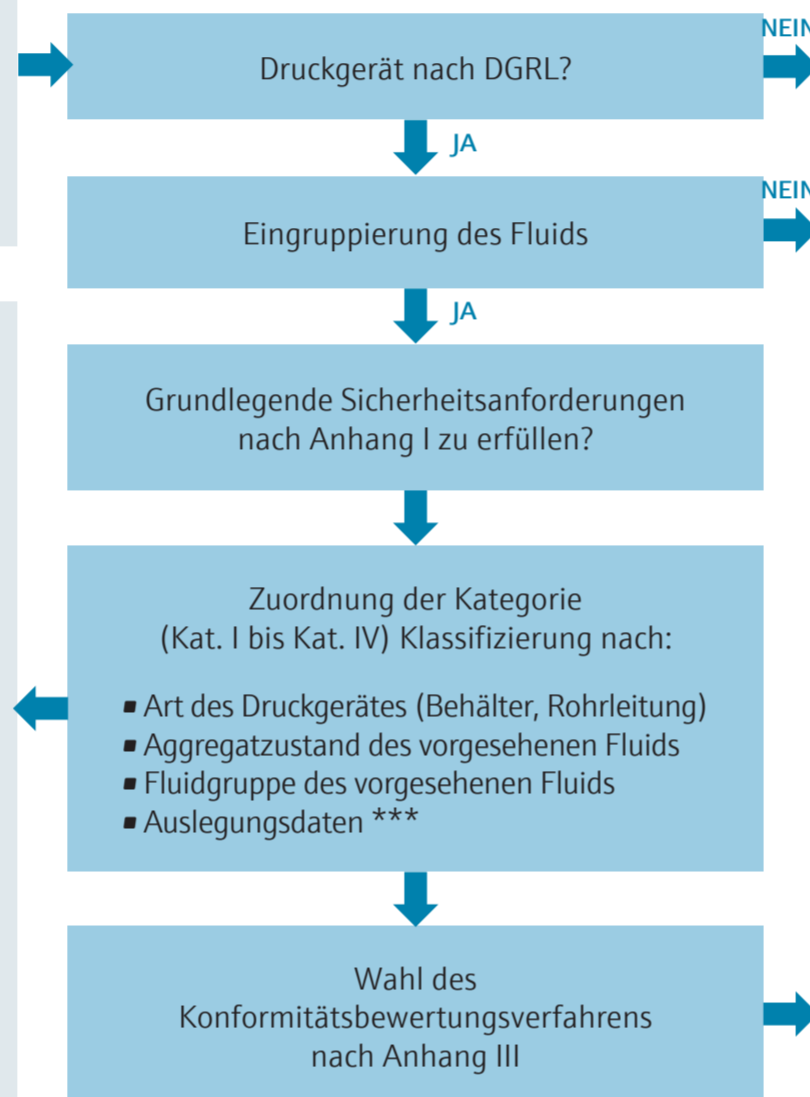 NEIN
Druckgerät nach DGRL?
JA
NEIN
Eingruppierung des Fluids
JA
Grundlegende Sicherheitsanforderungen
nach Anhang I zu erfüllen?
Zuordnung der Kategorie
(Kat. I bis Kat. IV) Klassifizierung nach:
▪ Art des Druckgerätes (Behälter, Rohrleitung)
▪ Aggregatzustand des vorgesehenen Fluids
▪ Fluidgruppe des vorgesehenen Fluids
▪ Auslegungsdaten ***
Wahl des
Konformitätsbewertungsverfahrens
nach Anhang III